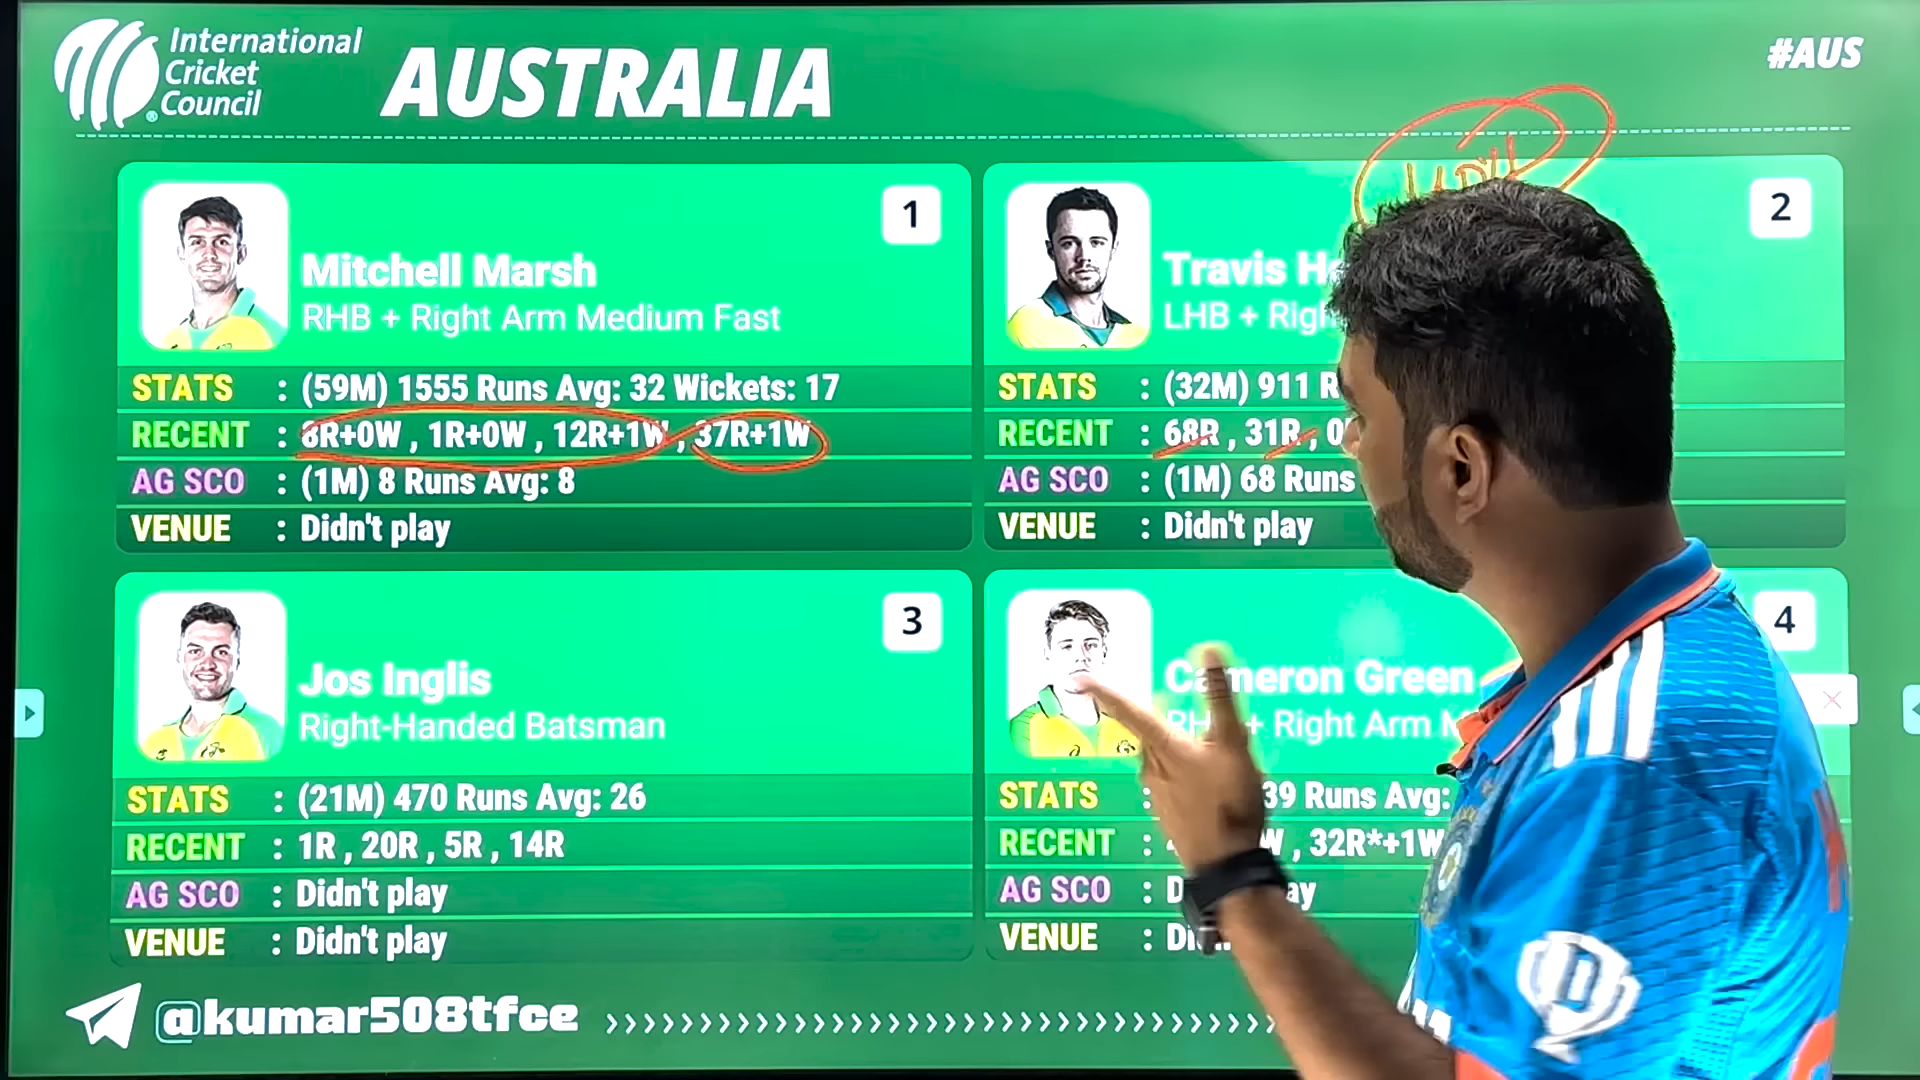 International
Cricket
Council
AUSTRALIA
#AUS
1
Mitchell Marsh
RHB + Right Arm Medium Fast
STATS : (59M) 1555 Runs Avg: 32 Wickets: 17
RECENT : 8R+0W , 1R+0W , 12R+1W , 37R+1W
AG SCO : (1M) 8 Runs Avg: 8
VENUE : Didn't play
2
Travis
LHB +
STATS : (32M) 911
RECENT : 68R , 31R ,
AG SCO : (1M) 68 Runs
VENUE : Didn't play
3
Jos Inglis
Right-Handed Batsman
STATS : (21M) 470 Runs Avg: 26
RECENT : 1R , 20R , 5R , 14R
AG SCO : Didn't play
VENUE : Didn't play
4
Cameron Green
+ Right Arm
STATS : Runs Avg:
RECENT : , 32R*+1W
AG SCO :
VENUE :
@kumar508tfce